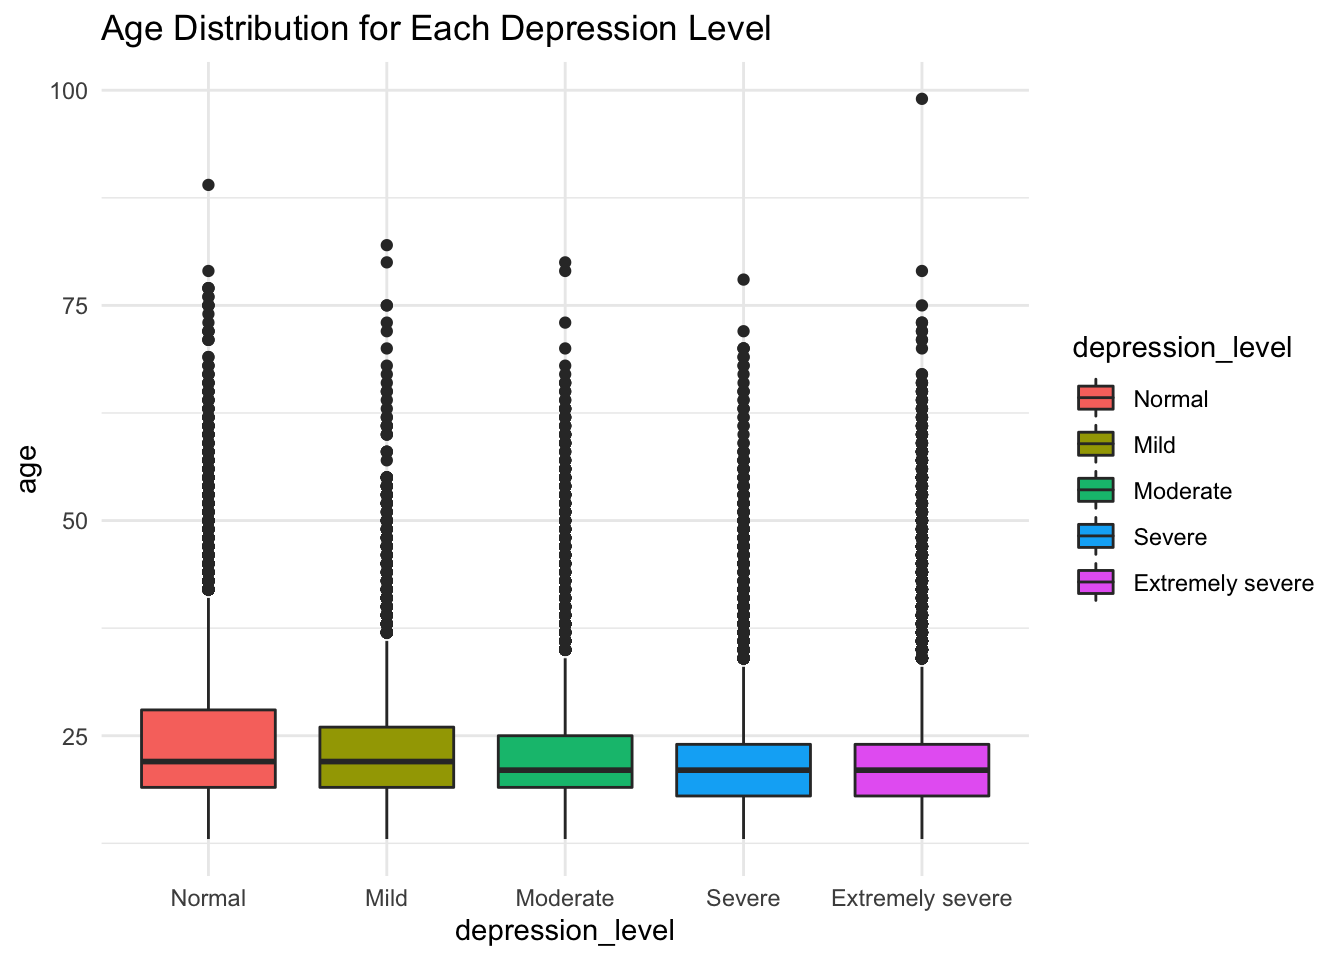 Age Distribution for Each Depression Level
100
75
50
25
age
Normal
Mild
Moderate
Severe
Extremely severe
depression_level
depression_level
Normal
Mild
Moderate
Severe
Extremely severe